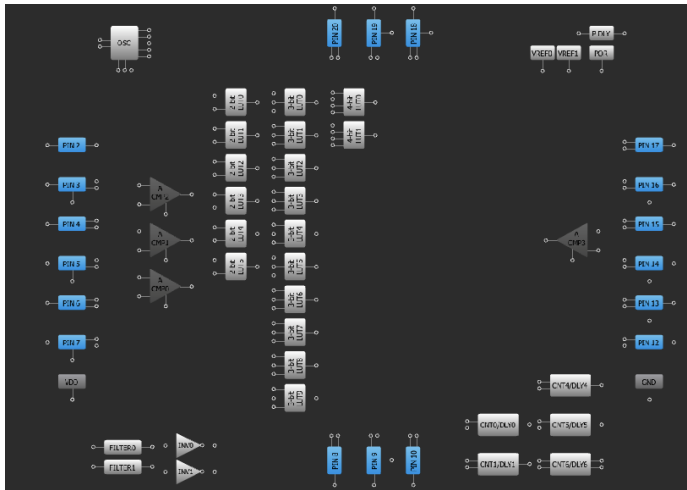 OSC
PIN 20
PIN 19
PIN 18
P DLY
VREF0
VREF1
POR
2-bit
LUT0
3-bit
LUT0
4-bit
LUT0
2-bit
LUT1
3-bit
LUT1
4-bit
LUT1
PIN 2
PIN 17
2-bit
LUT2
3-bit
LUT2
PIN 3
A
CMP2
2-bit
LUT3
3-bit
LUT3
PIN 16
PIN 4
A
CMP1
2-bit
LUT4
3-bit
LUT4
A
CMP3
PIN 15
PIN 5
A
CMP0
2-bit
LUT5
3-bit
LUT5
PIN 14
PIN 6
3-bit
LUT6
PIN 13
PIN 7
3-bit
LUT7
PIN 12
VDD
3-bit
LUT8
CNT4/DLY4
GND
3-bit
LUT9
CNT0/DLY0
CNT5/DLY5
FILTER0
INV0
FILTER1
INV1
PIN 8
PIN 9
PIN 10
CNT1/DLY1
CNT6/DLY6